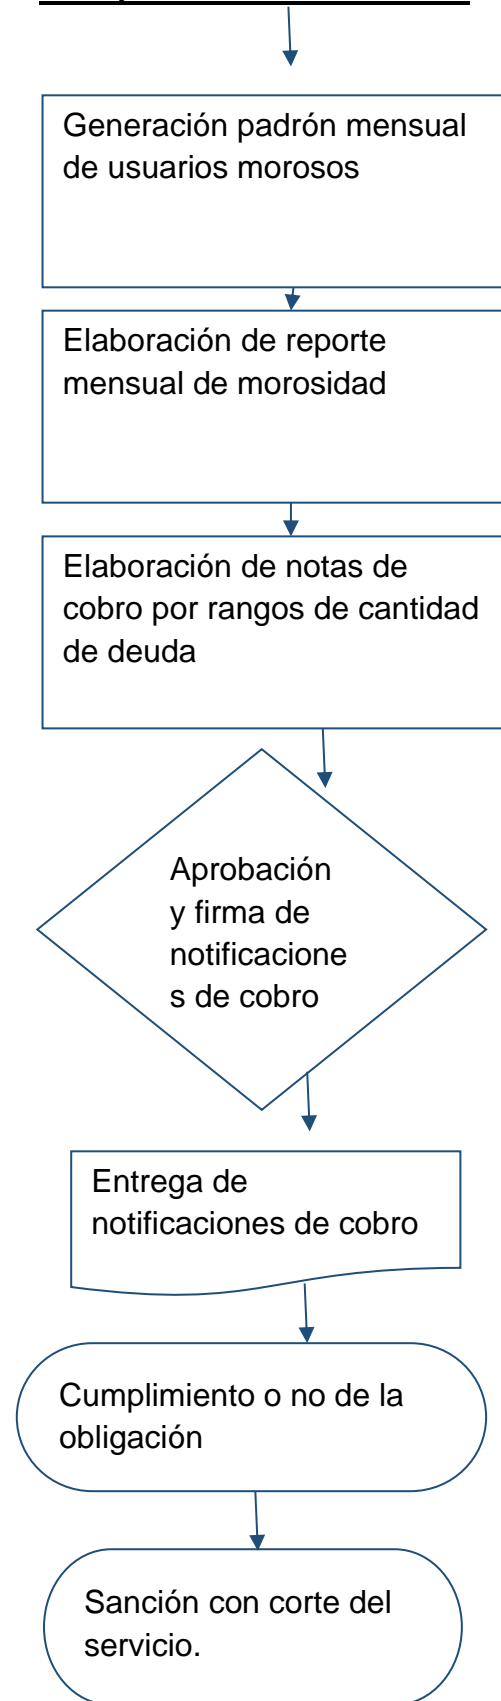 Generación padrón mensual
de usuarios morosos
Elaboración de reporte
mensual de morosidad
Elaboración de notas de
cobro por rangos de cantidad
de deuda
Aprobación
y firma de
notificacione
s de cobro
Entrega de
notificaciones de cobro
Cumplimiento o no de la
obligación
Sanción con corte del
servicio.